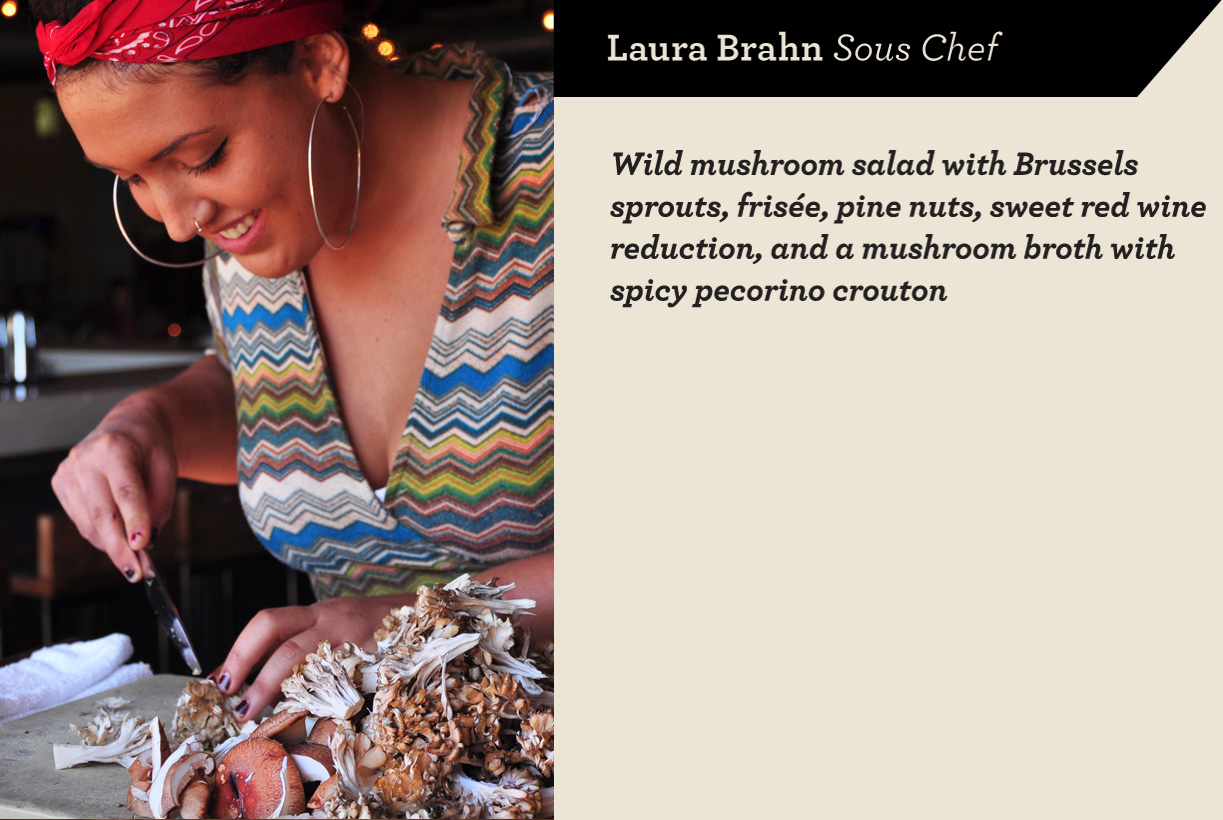 Laura Brahn Sous Chef
Wild mushroom salad with Brussels
sprouts, frisée, pine nuts, sweet red wine
reduction, and a mushroom broth with
spicy pecorino crouton